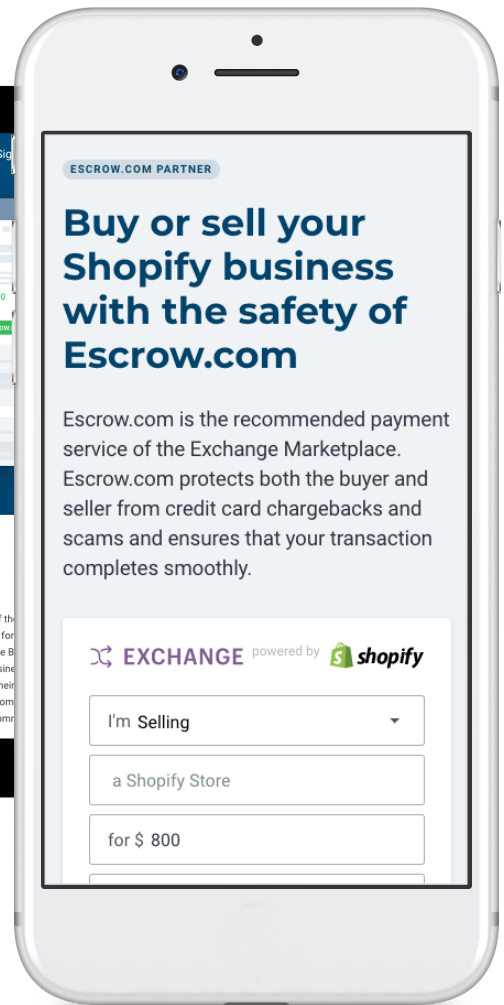 ESCROW.COM PARTNER
Buy or sell your
Shopify business
with the safety of
Escrow.com
Escrow.com is the recommended payment
service of the Exchange Marketplace.
Escrow.com protects both the buyer and
seller from credit card chargebacks and
scams and ensures that your transaction
completes smoothly.
EXCHANGE powered by shopify
I'm Selling
a Shopify Store
for $ 800